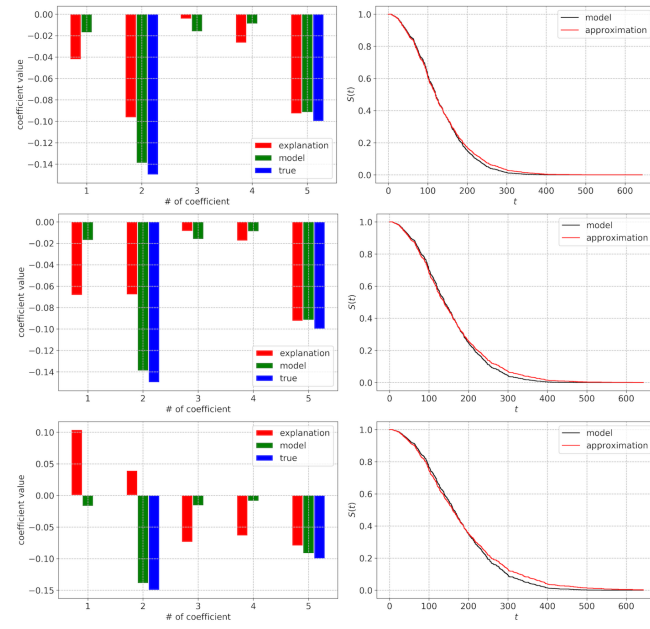 0.00
−0.02
−0.04
−0.06
−0.08
−0.10
−0.12
−0.14
coefficient value
explanation
model
true
1 2 3 4 5
# of coefficient
1.0
0.8
0.6
0.4
0.2
0.0
S(t)
model
approximation
0 100 200 300 400 500 600
t
0.00
−0.02
−0.04
−0.06
−0.08
−0.10
−0.12
−0.14
coefficient value
explanation
model
true
1 2 3 4 5
# of coefficient
1.0
0.8
0.6
0.4
0.2
0.0
S(t)
model
approximation
0 100 200 300 400 500 600
t
0.10
0.05
0.00
−0.05
−0.10
−0.15
coefficient value
explanation
model
true
1 2 3 4 5
# of coefficient
1.0
0.8
0.6
0.4
0.2
0.0
S(t)
model
approximation
0 100 200 300 400 500 600
t